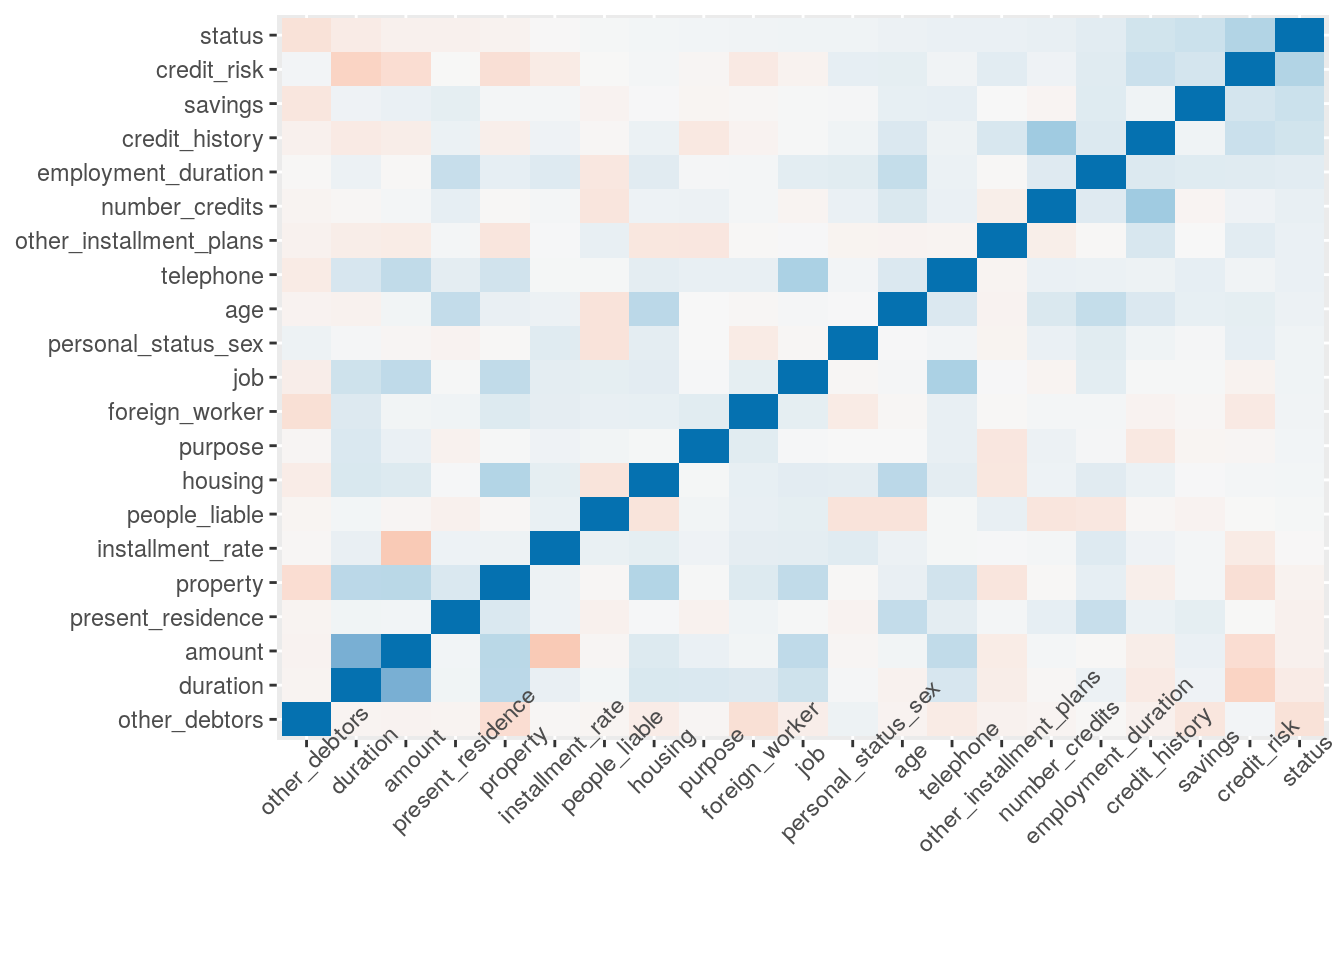 status
credit_risk
savings
credit_history
employment_duration
number_credits
other_installment_plans
telephone
age
personal_status_sex
job
foreign_worker
purpose
housing
people_liable
installment_rate
property
present_residence
amount
duration
other_debtors
other_debtors
duration
amount
present_residence
property
installment_rate
people_liable
housing
purpose
foreign_worker
job
personal_status_sex
age
telephone
other_installment_plans
number_credits
employment_duration
credit_history
savings
credit_risk
status